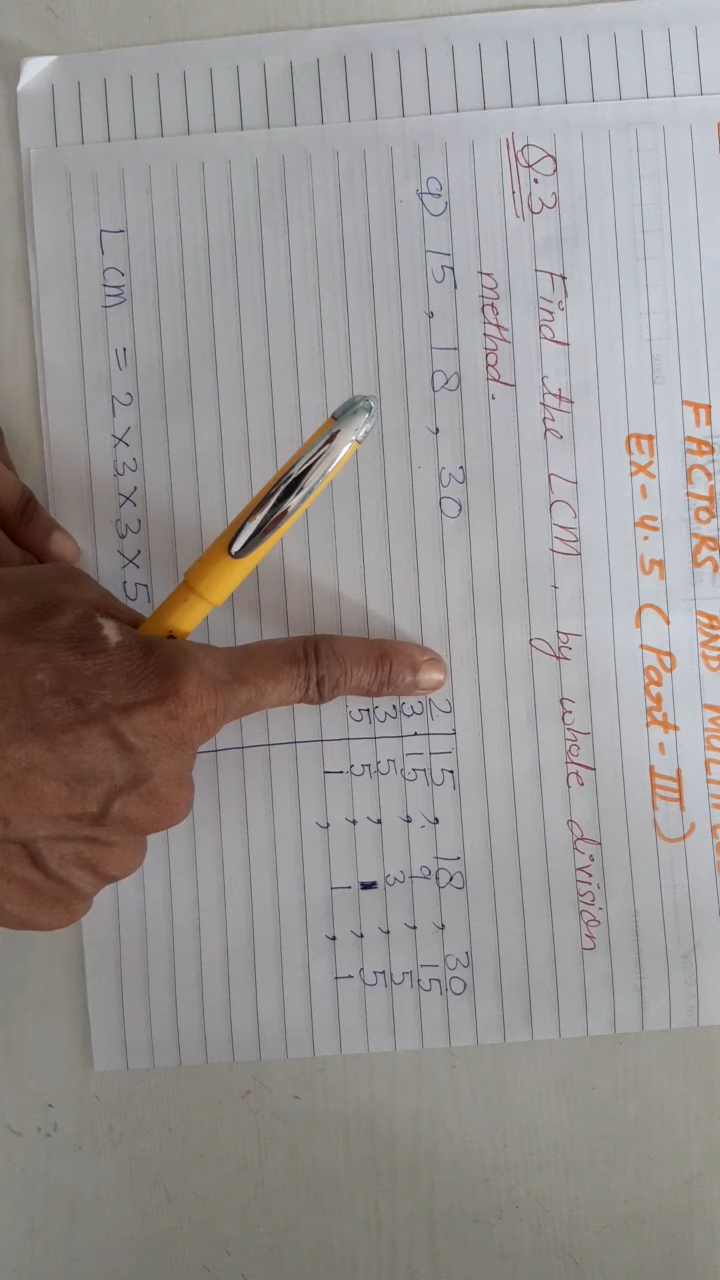 FACTORS AND
EX-4.5 (Part-III)
Q.3 Find the LCM, by whole division
method.
a) 15, 18, 30
2 15, 18, 30
3 15, 9, 15
3 5, 3, 5
5 5, , 5
1, 1, 1
LCM = 2×3×3×5